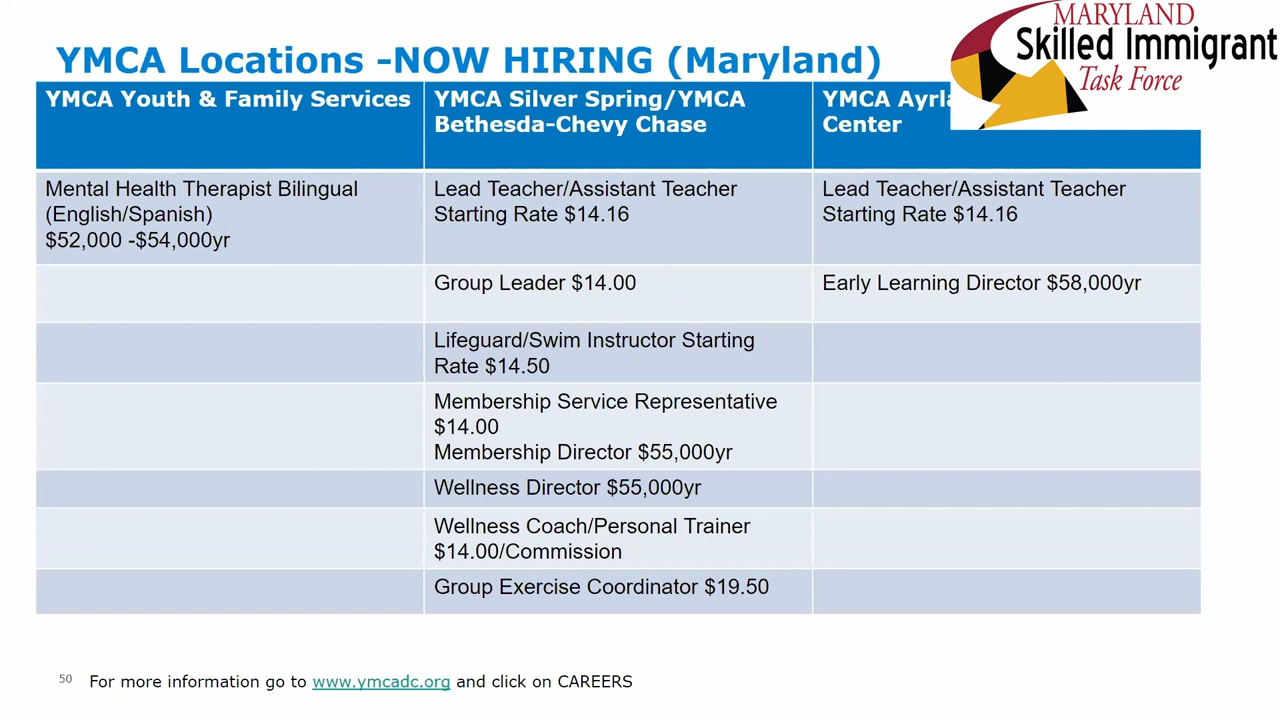 YMCA Locations -NOW HIRING (Maryland)
MARYLAND
Skilled Immigrant
Task Force
YMCA Youth & Family Services
YMCA Silver Spring/YMCA
Bethesda-Chevy Chase
YMCA
Center
Mental Health Therapist Bilingual
(English/Spanish)
$52,000 -$54,000yr
Lead Teacher/Assistant Teacher
Starting Rate $14.16
Lead Teacher/Assistant Teacher
Starting Rate $14.16
Group Leader $14.00
Early Learning Director $58,000yr
Lifeguard/Swim Instructor Starting
Rate $14.50
Membership Service Representative
$14.00
Membership Director $55,000yr
Wellness Director $55,000yr
Wellness Coach/Personal Trainer
$14.00/Commission
Group Exercise Coordinator $19.50
50
For more information go to www.ymcadc.org and click on CAREERS